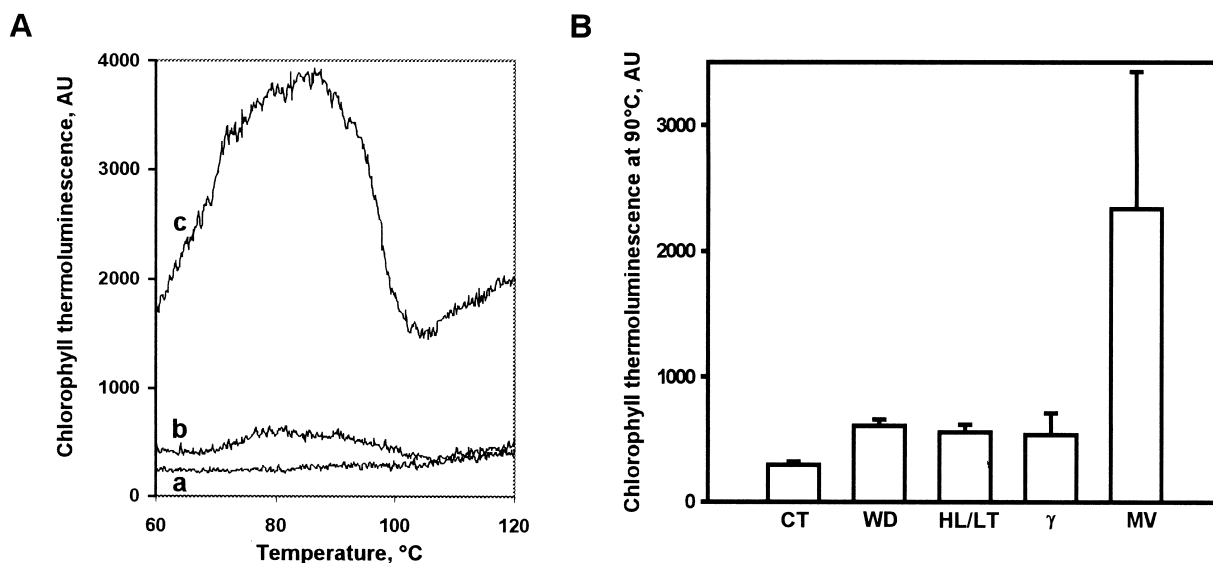 A
Chlorophyll thermoluminescence, AU
4000
3000
2000
1000
0
c
b
a
60
80
100
120
Temperature, °C
B
Chlorophyll thermoluminescence at 90°C, AU
3000
2000
1000
0
CT
WD
HL/LT
γ
MV